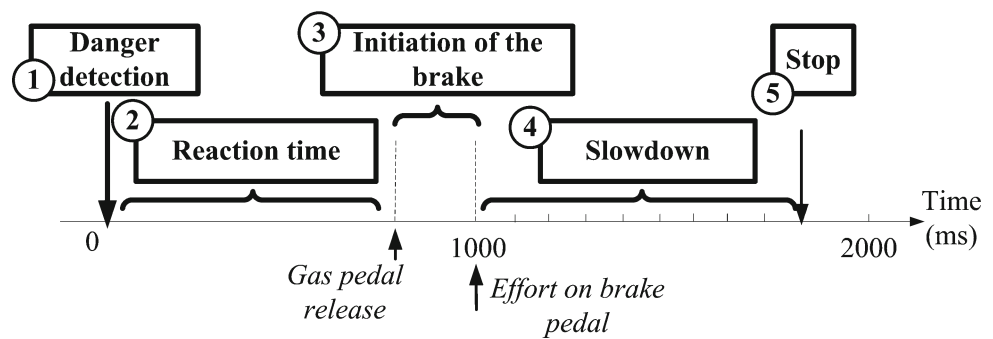 1
Danger
detection
2
Reaction time
3
Initiation of the
brake
4
Slowdown
5
Stop
0
1000
2000
Time
(ms)
Gas pedal
release
Effort on brake
pedal